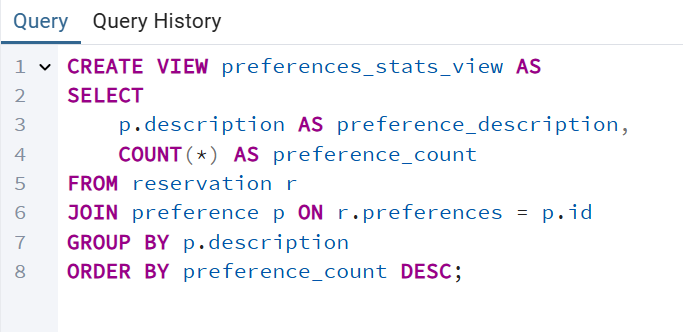 Query Query History
1 CREATE VIEW preferences_stats_view AS
2 SELECT
3 p.description AS preference_description,
4 COUNT(*) AS preference_count
5 FROM reservation r
6 JOIN preference p ON r.preferences = p.id
7 GROUP BY p.description
8 ORDER BY preference_count DESC;